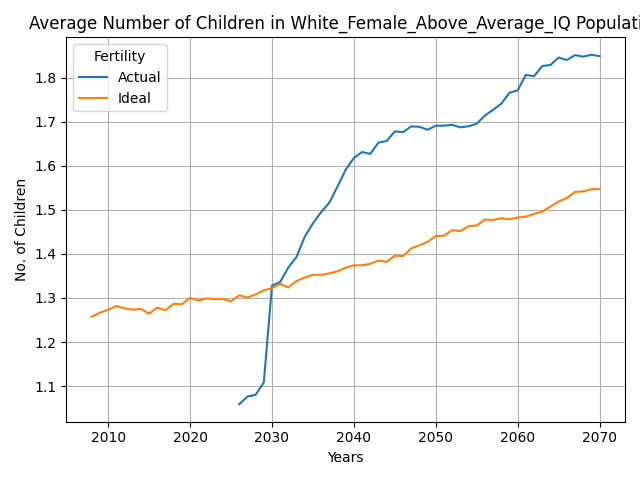 Average Number of Children in White_Female_Above_Average_IQ Populati
Fertility
Actual
Ideal
No. of Children
1.8
1.7
1.6
1.5
1.4
1.3
1.2
1.1
2010 2020 2030 2040 2050 2060 2070
Years